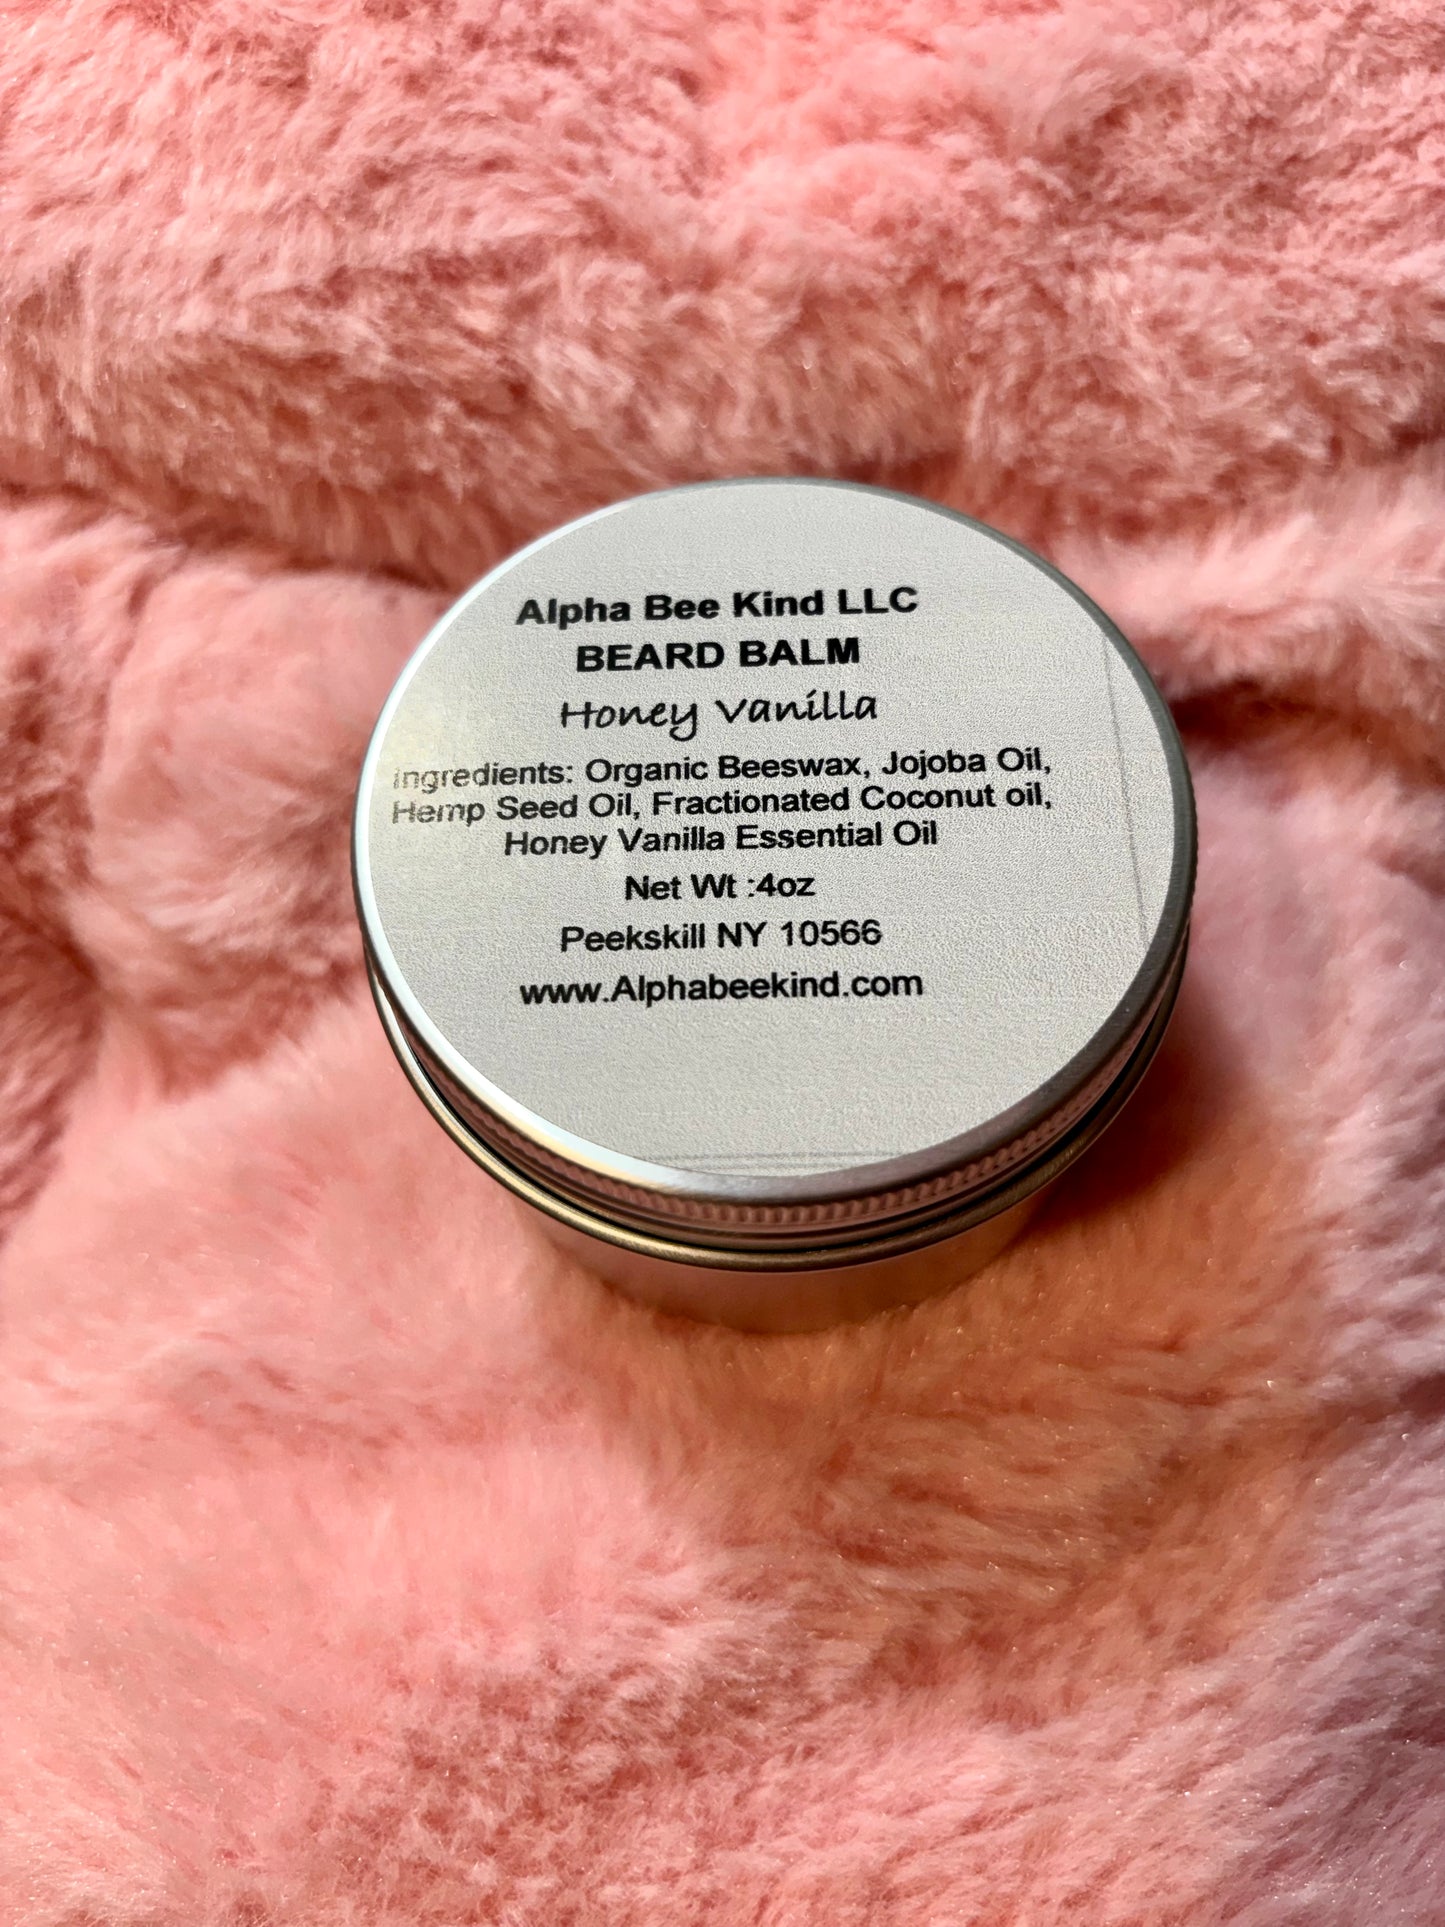 Alpha Bee Kind LLC
BEARD BALM
Honey Vanilla
Ingredients: Organic Beeswax, Jojoba Oil,
Hemp Seed Oil, Fractionated Coconut oil,
Honey Vanilla Essential Oil
Net Wt :4oz
Peekskill NY 10566
www.Alphabeekind.com